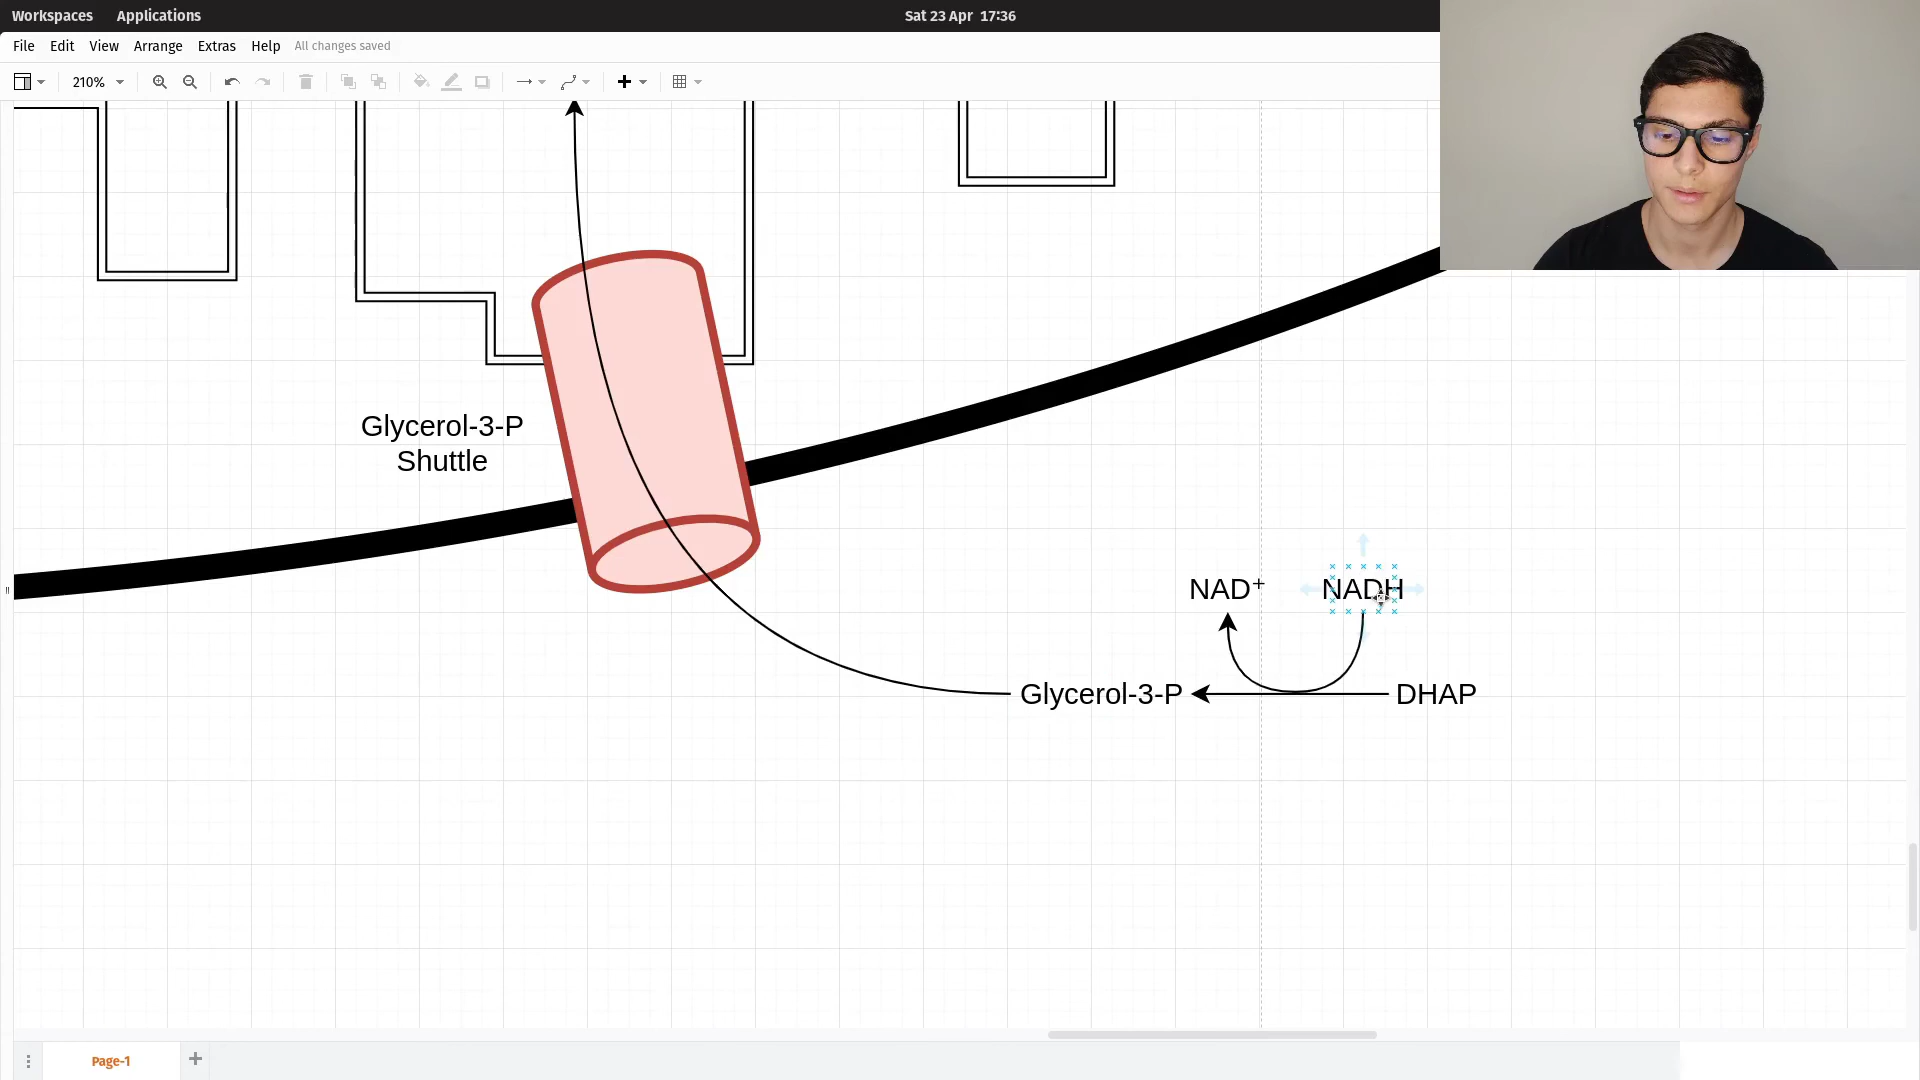 Workspaces Applications Sat 23 Apr 17:36
File Edit View Arrange Extras Help All changes saved
210%
Glycerol-3-P
Shuttle
NAD⁺ NADH
Glycerol-3-P DHAP
Page-1